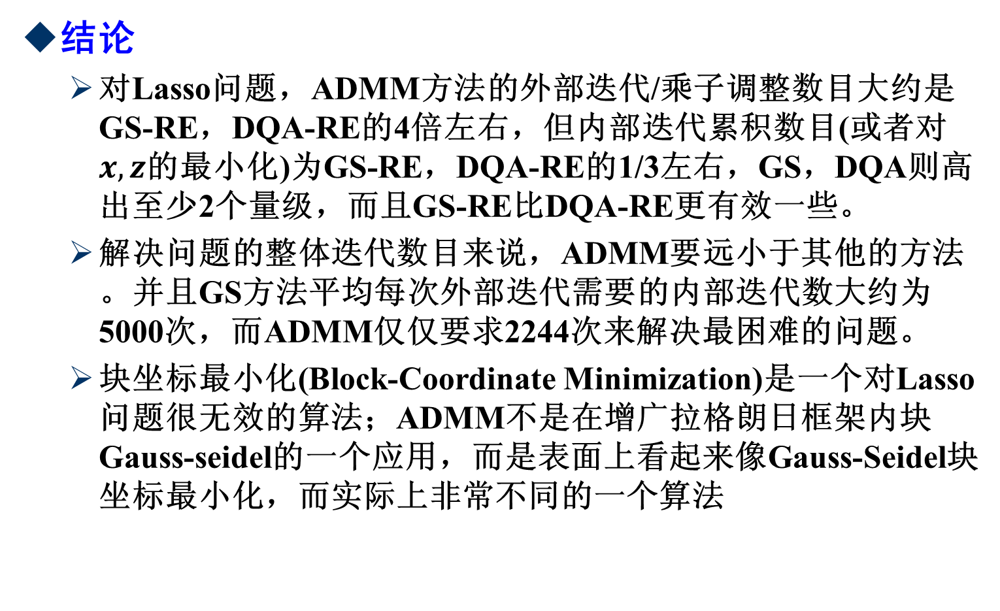 结论
对Lasso问题，ADMM方法的外部迭代/乘子调整数目大约是
GS-RE，DQA-RE的4倍左右，但内部迭代累积数目(或者对
x, z的最小化)为GS-RE，DQA-RE的1/3左右，GS，DQA则高
出至少2个量级，而且GS-RE比DQA-RE更有效一些。
解决问题的整体迭代数目来说，ADMM要远小于其他的方法
。并且GS方法平均每次外部迭代需要的内部迭代数大约为
5000次，而ADMM仅仅要求2244次来解决最困难的问题。
块坐标最小化(Block-Coordinate Minimization)是一个对Lasso
问题很无效的算法；ADMM不是在增广拉格朗日框架内块
Gauss-seidel的一个应用，而是表面上看起来像Gauss-Seidel块
坐标最小化，而实际上非常不同的一个算法